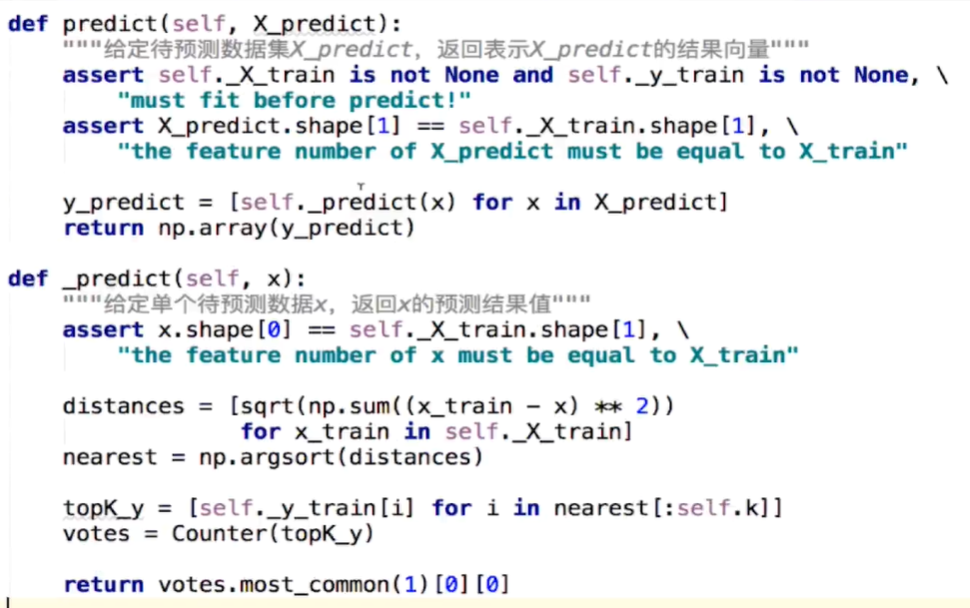 def predict(self, X_predict):
"""给定待预测数据集X_predict，返回表示X_predict的结果向量"""
assert self._X_train is not None and self._y_train is not None, \
"must fit before predict!"
assert X_predict.shape[1] == self._X_train.shape[1], \
"the feature number of X_predict must be equal to X_train"
y_predict = [self._predict(x) for x in X_predict]
return np.array(y_predict)
def _predict(self, x):
"""给定单个待预测数据x，返回x的预测结果值"""
assert x.shape[0] == self._X_train.shape[1], \
"the feature number of x must be equal to X_train"
distances = [sqrt(np.sum((x_train - x) ** 2))
for x_train in self._X_train]
nearest = np.argsort(distances)
topK_y = [self._y_train[i] for i in nearest[:self.k]]
votes = Counter(topK_y)
return votes.most_common(1)[0][0]